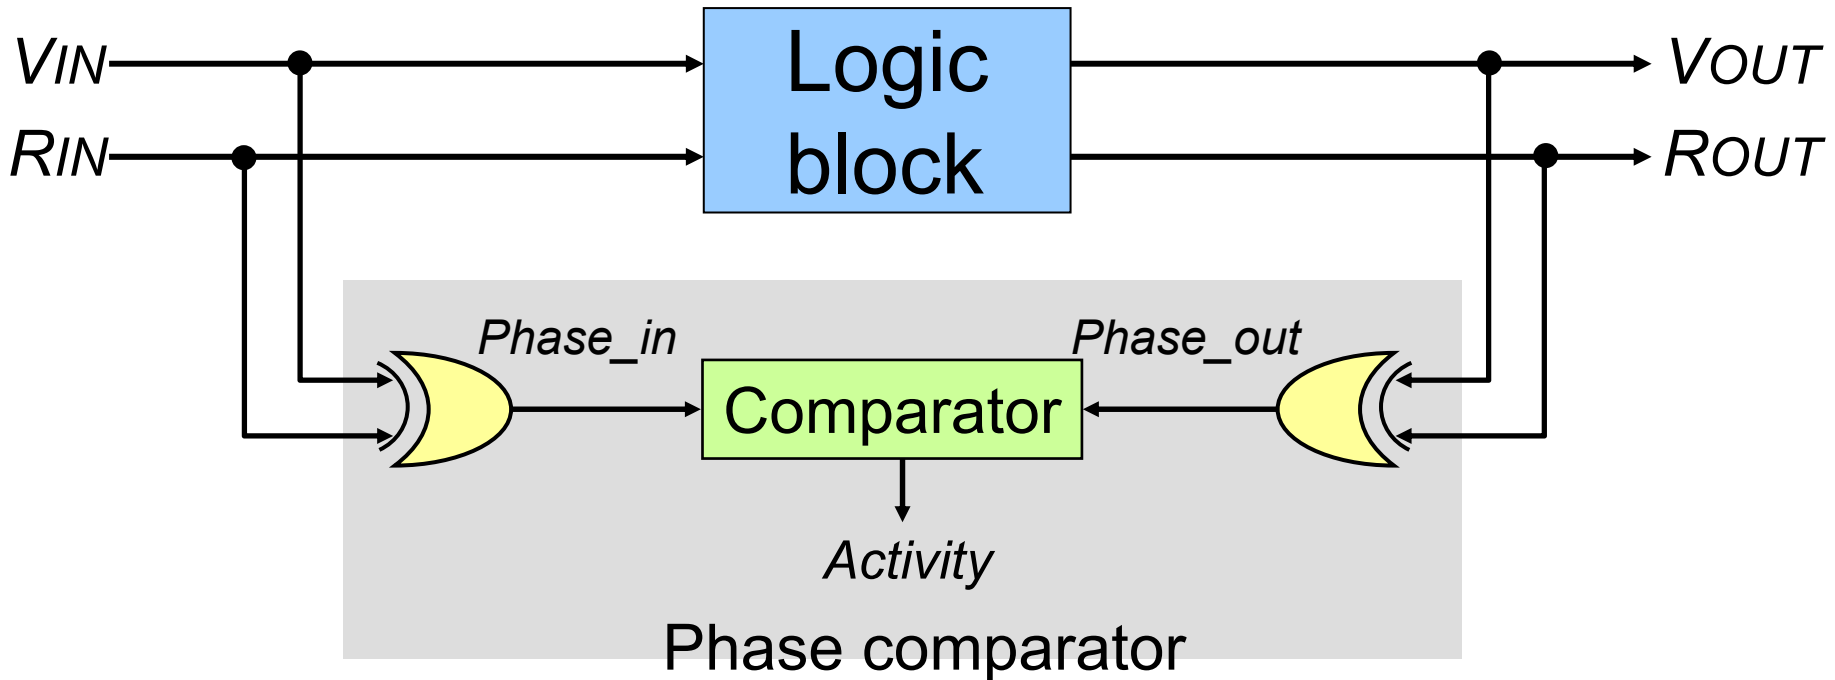 VIN
Logic
VOUT
RIN
block
ROUT
Phase_in
Phase_out
Comparator
Activity
Phase comparator